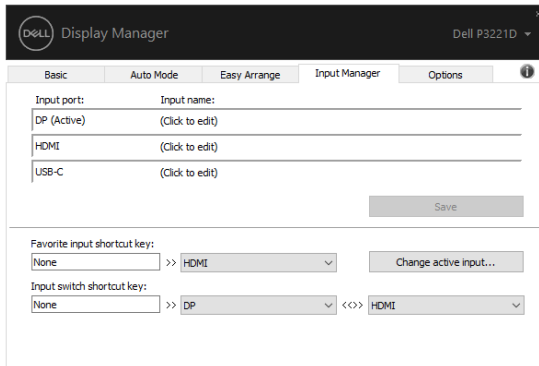 DELL Display Manager Dell P3221D
Basic Auto Mode Easy Arrange Input Manager Options i
Input port: Input name:
DP (Active) (Click to edit)
HDMI (Click to edit)
USB-C (Click to edit)
Save
Favorite input shortcut key:
None >> HMDI Change active input...
Input switch shortcut key:
None >> DP <<>> HDMI